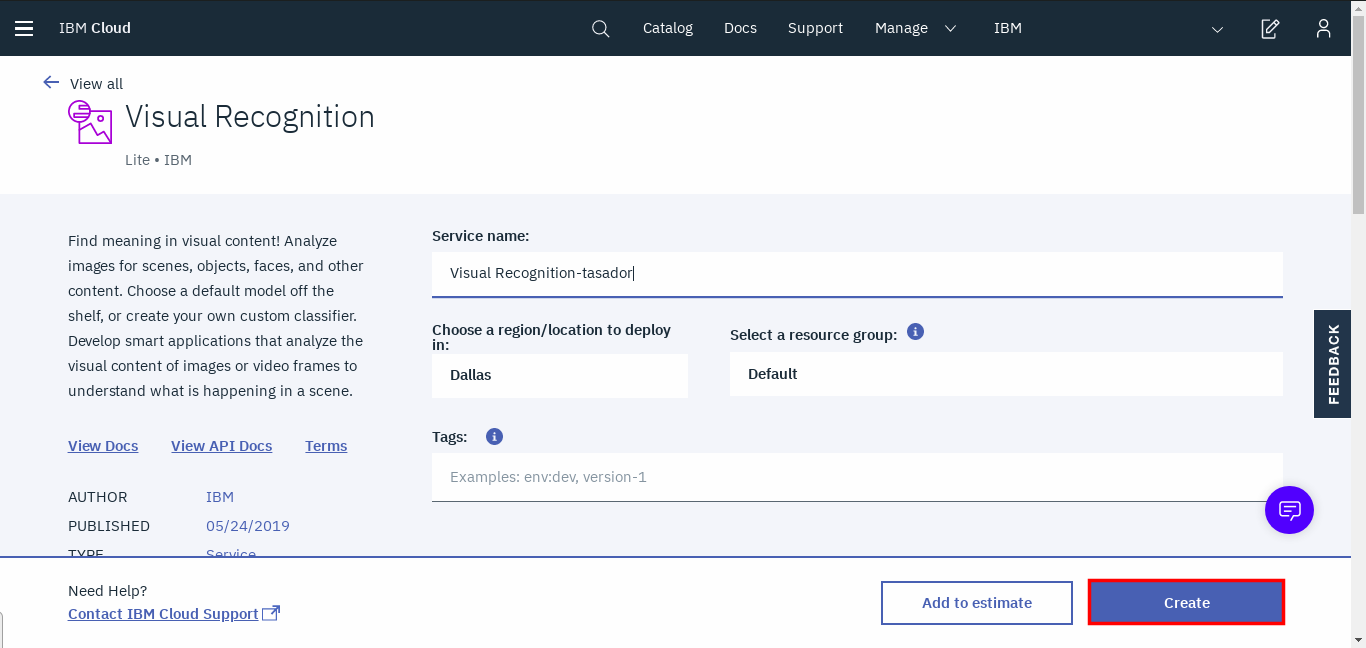 IBM Cloud
Catalog
Docs
Support
Manage
IBM
View all
Visual Recognition
Lite • IBM
Find meaning in visual content! Analyze
images for scenes, objects, faces, and other
content. Choose a default model off the
shelf, or create your own custom classifier.
Develop smart applications that analyze the
visual content of images or video frames to
understand what is happening in a scene.
View Docs
View API Docs
Terms
AUTHOR
IBM
PUBLISHED
05/24/2019
TYPE
Service
Service name:
Visual Recognition-tasador
Choose a region/location to deploy
in:
Dallas
Select a resource group:
Default
Tags:
Examples: env:dev, version-1
FEEDBACK
Need Help?
Contact IBM Cloud Support
Add to estimate
Create